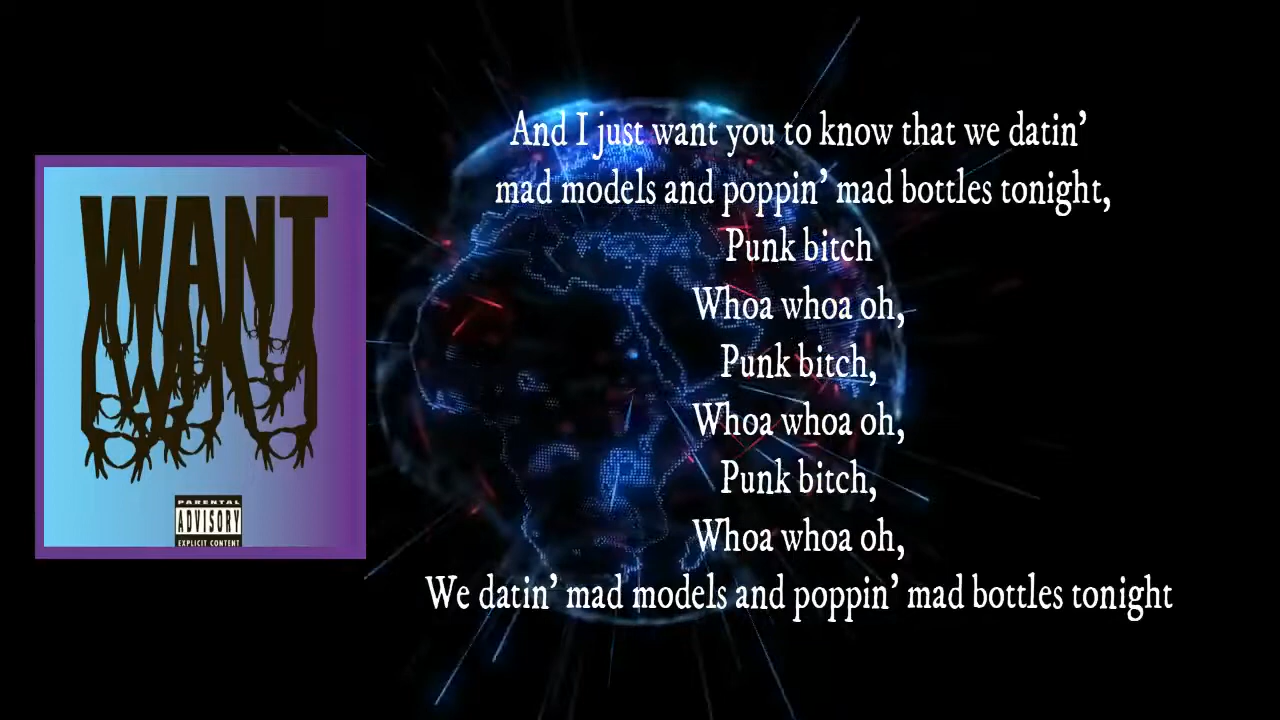 WANT
PARENTAL
ADVISORY
EXPLICIT CONTENT
And I just want you to know that we datin'
mad models and poppin' mad bottles tonight,
Punk bitch
Whoa whoa oh,
Punk bitch,
Whoa whoa oh,
Punk bitch,
Whoa whoa oh,
We datin' mad models and poppin' mad bottles tonight